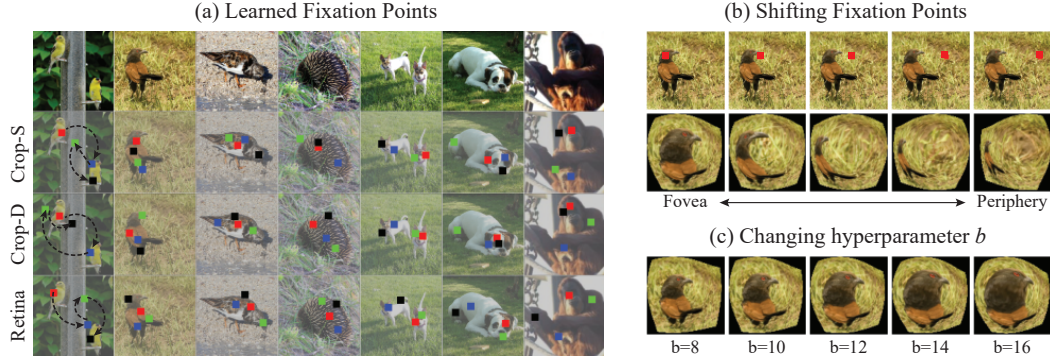 (a) Learned Fixation Points
Crop-S
Crop-D
Retina
(b) Shifting Fixation Points
Fovea
Periphery
(c) Changing hyperparameter b
b=8
b=10
b=12
b=14
b=16